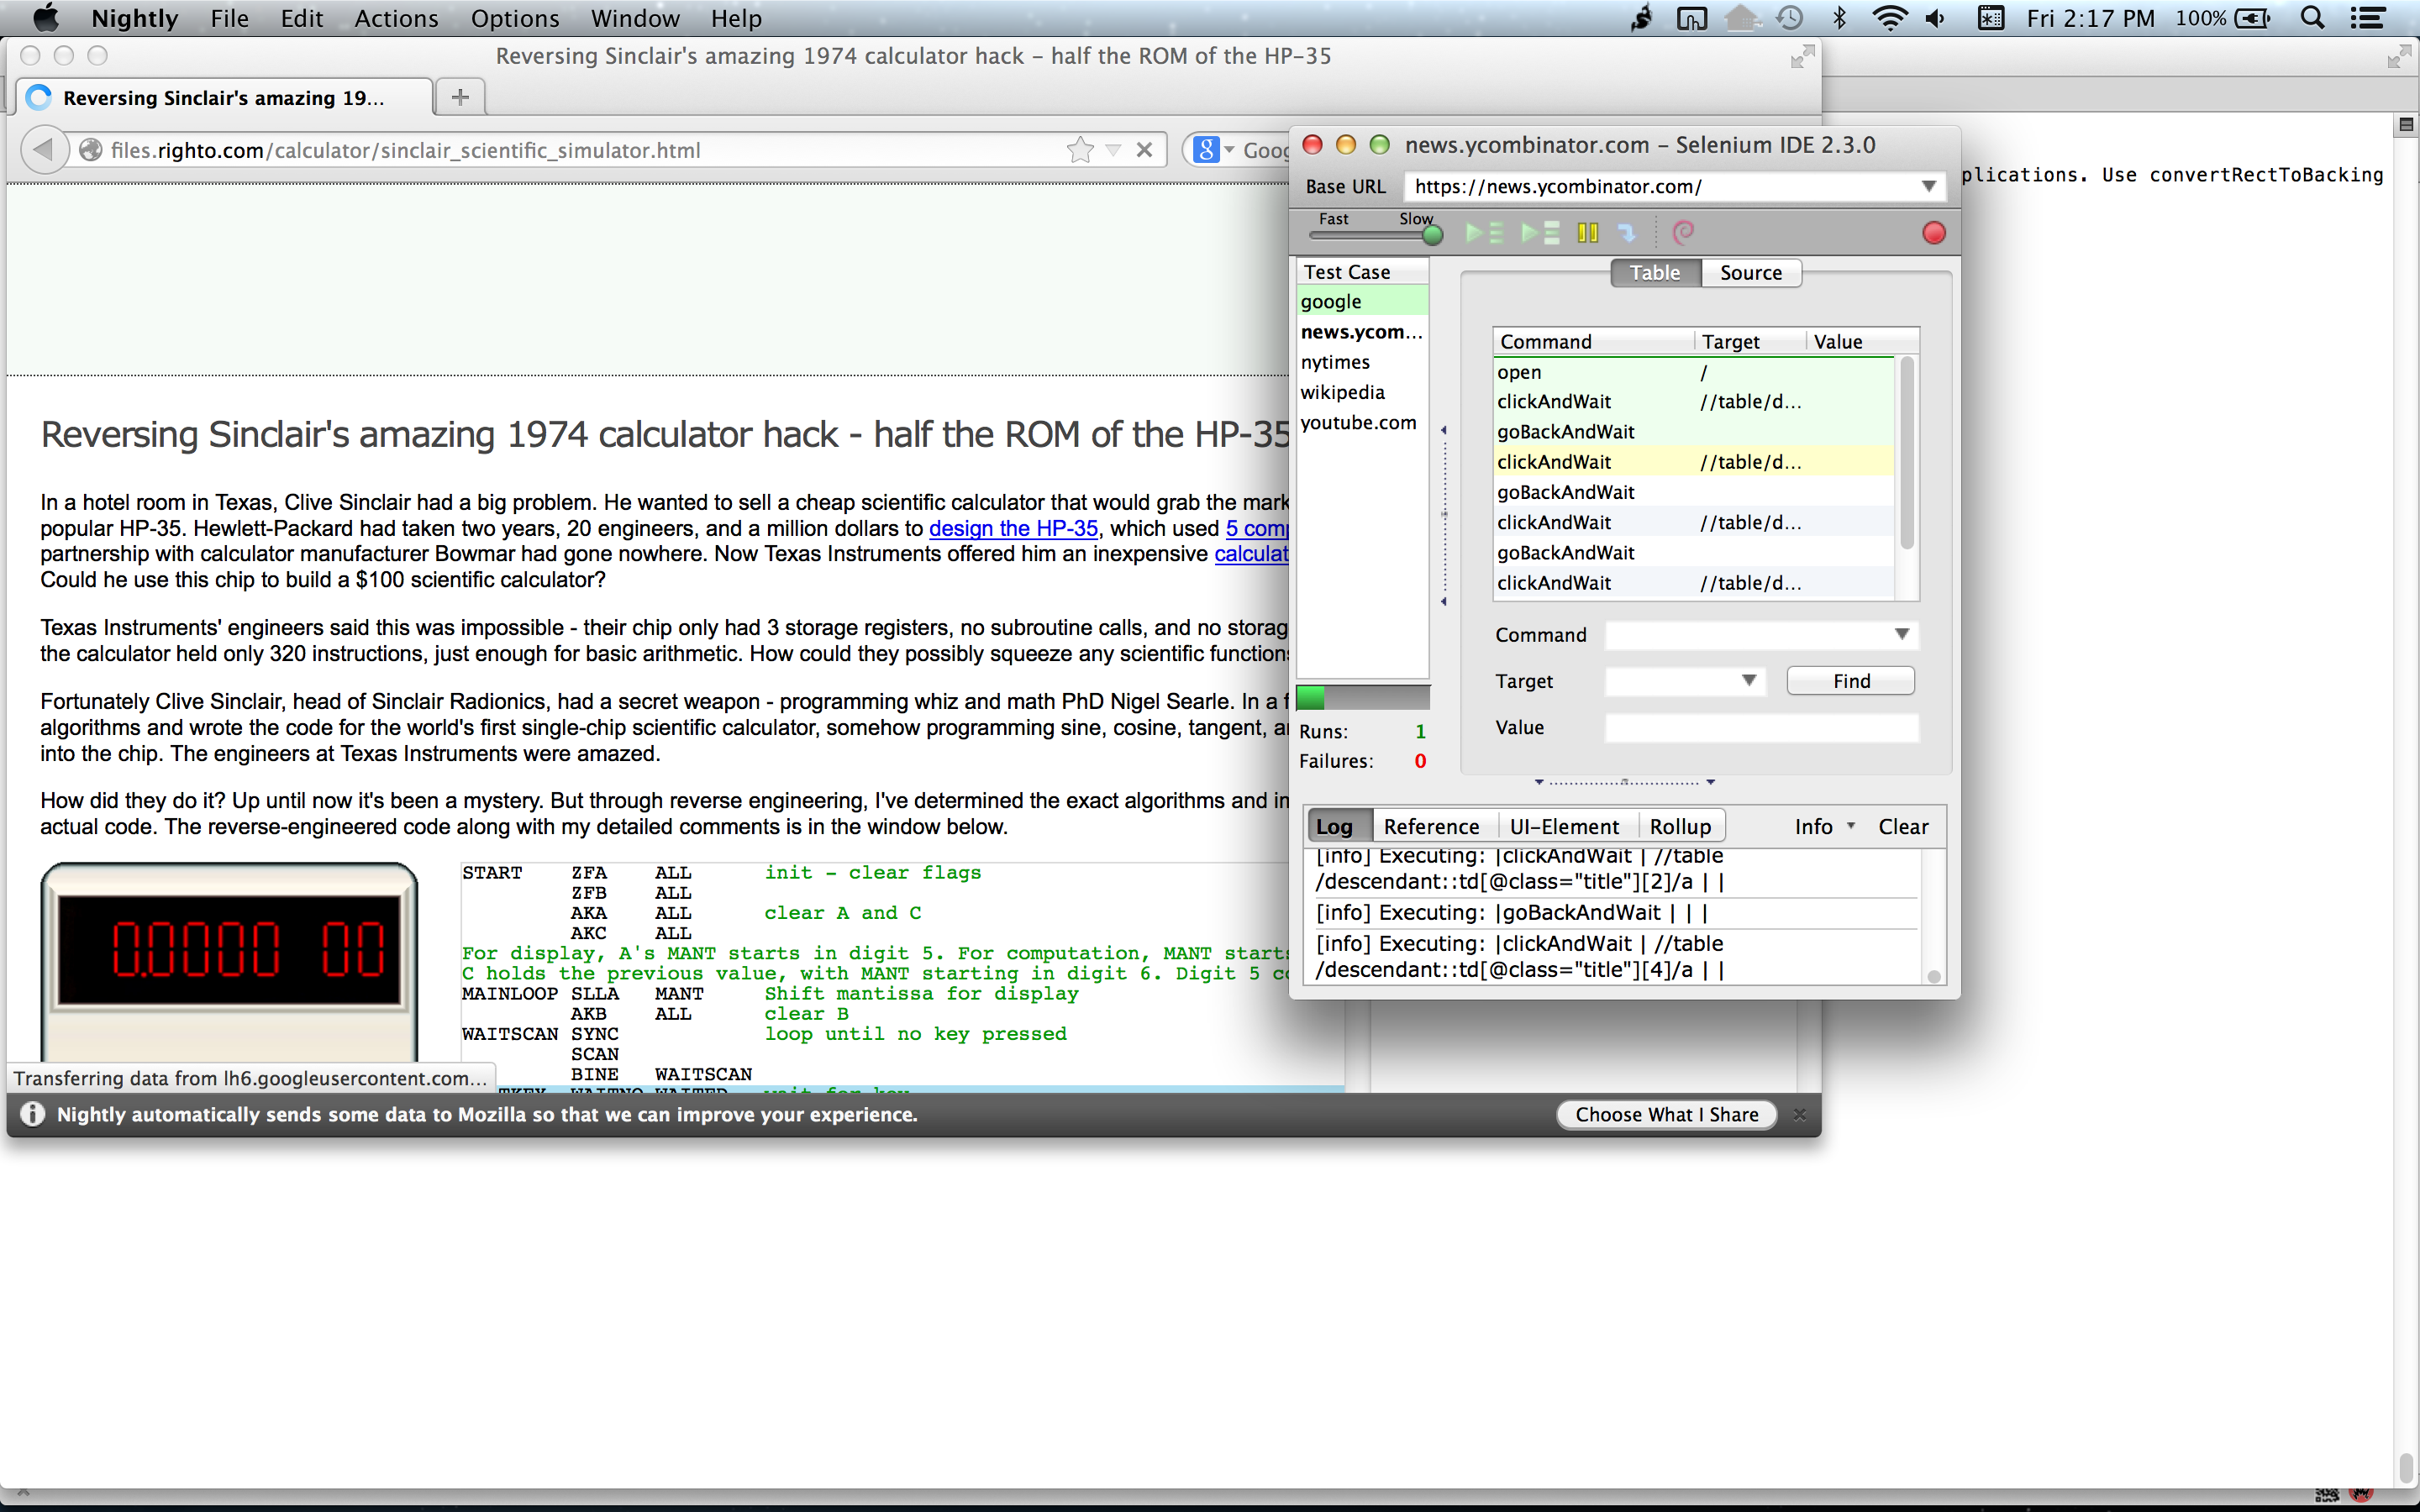 Nightly File Edit Actions Options Window Help Fri 2:17 PM 100%
Reversing Sinclair's amazing 1974 calculator hack – half the ROM of the HP-35
Reversing Sinclair's amazing 19...
files.righto.com/calculator/sinclair_scientific_simulator.html
Reversing Sinclair's amazing 1974 calculator hack - half the ROM of the HP-35
In a hotel room in Texas, Clive Sinclair had a big problem. He wanted to sell a cheap scientific calculator that would grab the
popular HP-35. Hewlett-Packard had taken two years, 20 engineers, and a million dollars to design the HP-35, which used 5
partnership with calculator manufacturer Bowmar had gone nowhere. Now Texas Instruments offered him an inexpensive
Could he use this chip to build a $100 scientific calculator?
Texas Instruments' engineers said this was impossible - their chip only had 3 storage registers, no subroutine calls, and no
the calculator held only 320 instructions, just enough for basic arithmetic. How could they possibly squeeze any scientific
Fortunately Clive Sinclair, head of Sinclair Radionics, had a secret weapon - programming whiz and math PhD Nigel Searle. In a
algorithms and wrote the code for the world's first single-chip scientific calculator, somehow programming sine, cosine, tangent,
into the chip. The engineers at Texas Instruments were amazed.
How did they do it? Up until now it's been a mystery. But through reverse engineering, I've determined the exact algorithms and
actual code. The reverse-engineered code along with my detailed comments is in the window below.
0.0000 00
START ZFA ALL init - clear flags
ZFB ALL
AKA ALL clear A and C
AKC ALL
For display, A's MANT starts in digit 5. For computation, MANT
C holds the previous value, with MANT starting in digit 6. Digit 5
MAINLOOP SLLA MANT Shift mantissa for display
AKB ALL clear B
WAITSCAN SYNC loop until no key pressed
SCAN
BINE WAITSCAN
Transferring data from lh6.googleusercontent.com...
Nightly automatically sends some data to Mozilla so that we can improve your experience.
Choose What I Share
news.ycombinator.com – Selenium IDE 2.3.0
Base URL https://news.ycombinator.com/
Fast Slow
Test Case
google
news.ycom...
nytimes
wikipedia
youtube.com
Runs: 1
Failures: 0
Table Source
Command Target Value
open /
clickAndWait //table/d...
goBackAndWait
clickAndWait //table/d...
goBackAndWait
clickAndWait //table/d...
goBackAndWait
clickAndWait //table/d...
Command
Target Find
Value
Log Reference UI-Element Rollup Info Clear
[info] Executing: |clickAndWait | //table
/descendant::td[@class="title"][2]/a | |
[info] Executing: |goBackAndWait | | |
[info] Executing: |clickAndWait | //table
/descendant::td[@class="title"][4]/a | |
plications. Use convertRectToBacking